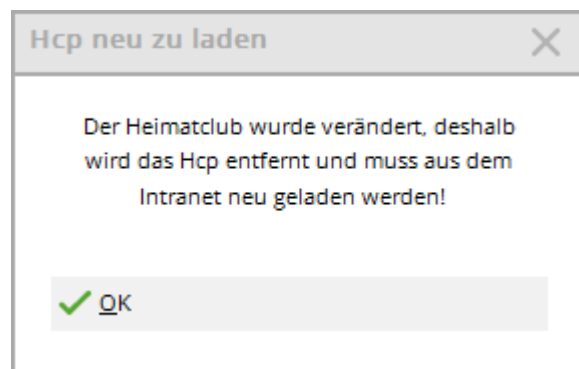 Hcp neu zu laden
Der Heimatclub wurde verändert, deshalb
wird das Hcp entfernt und muss aus dem
Intranet neu geladen werden!
OK